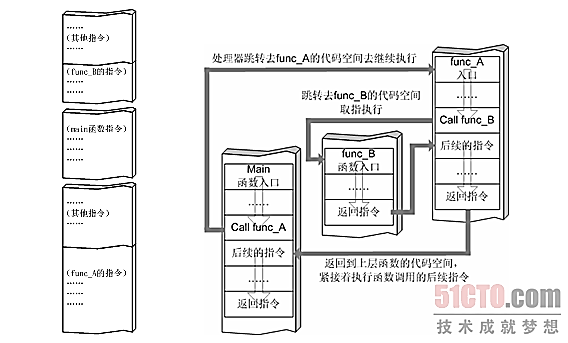 ……
(其他指令)
……
(func_B的指令)
……
……
(main函数指令)
……
……
……
……
(其他指令)
……
(func_A的指令)
……
……
处理器跳转去func_A的代码空间去继续执行
跳转去func_B的代码空间
取指执行
func_A
入口
……
Call func_B
后续的指令
……
返回指令
func_B
函数入口
……
返回指令
Main
函数入口
……
Call func_A
后续的指令
……
返回指令
返回到上层函数的代码空间，
紧接着执行函数调用的后续指令
51CTO.com
技术成就梦想